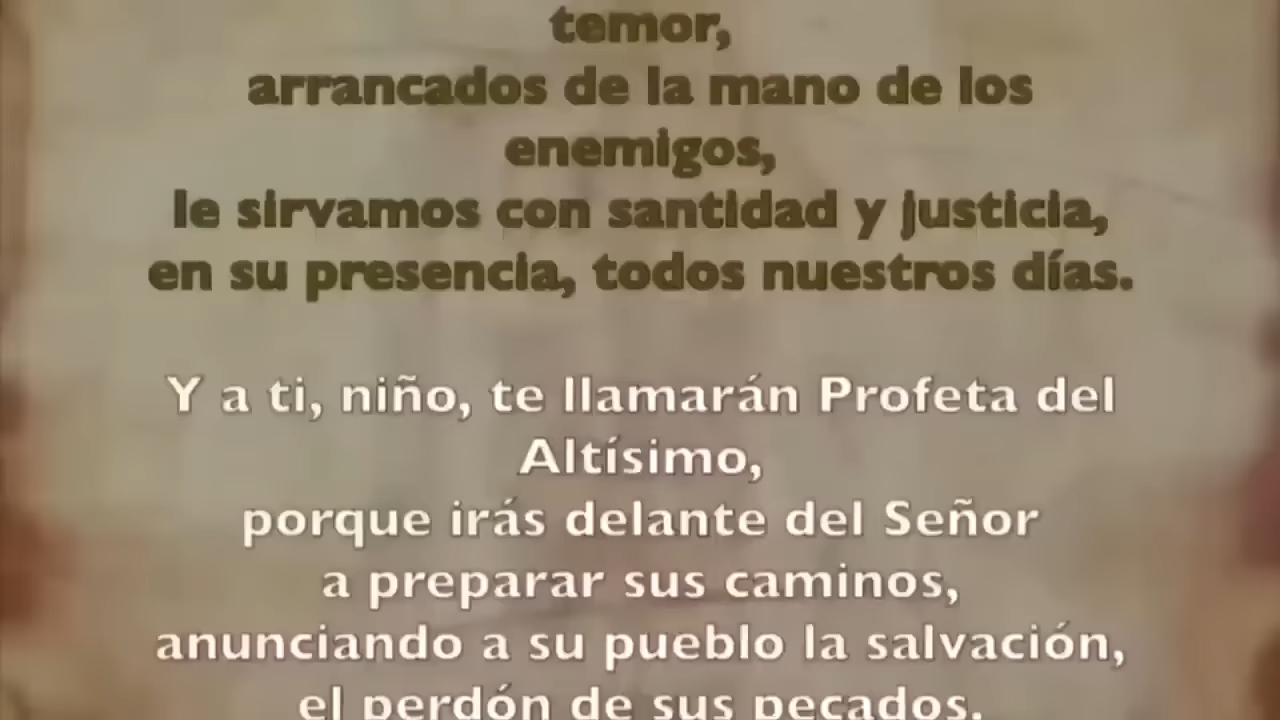 temor,
arrancados de la mano de los
enemigos,
le sirvamos con santidad y justicia,
en su presencia, todos nuestros días.
Y a ti, niño, te llamarán Profeta del
Altísimo,
porque irás delante del Señor
a preparar sus caminos,
anunciando a su pueblo la salvación,
el perdón de sus pecados.